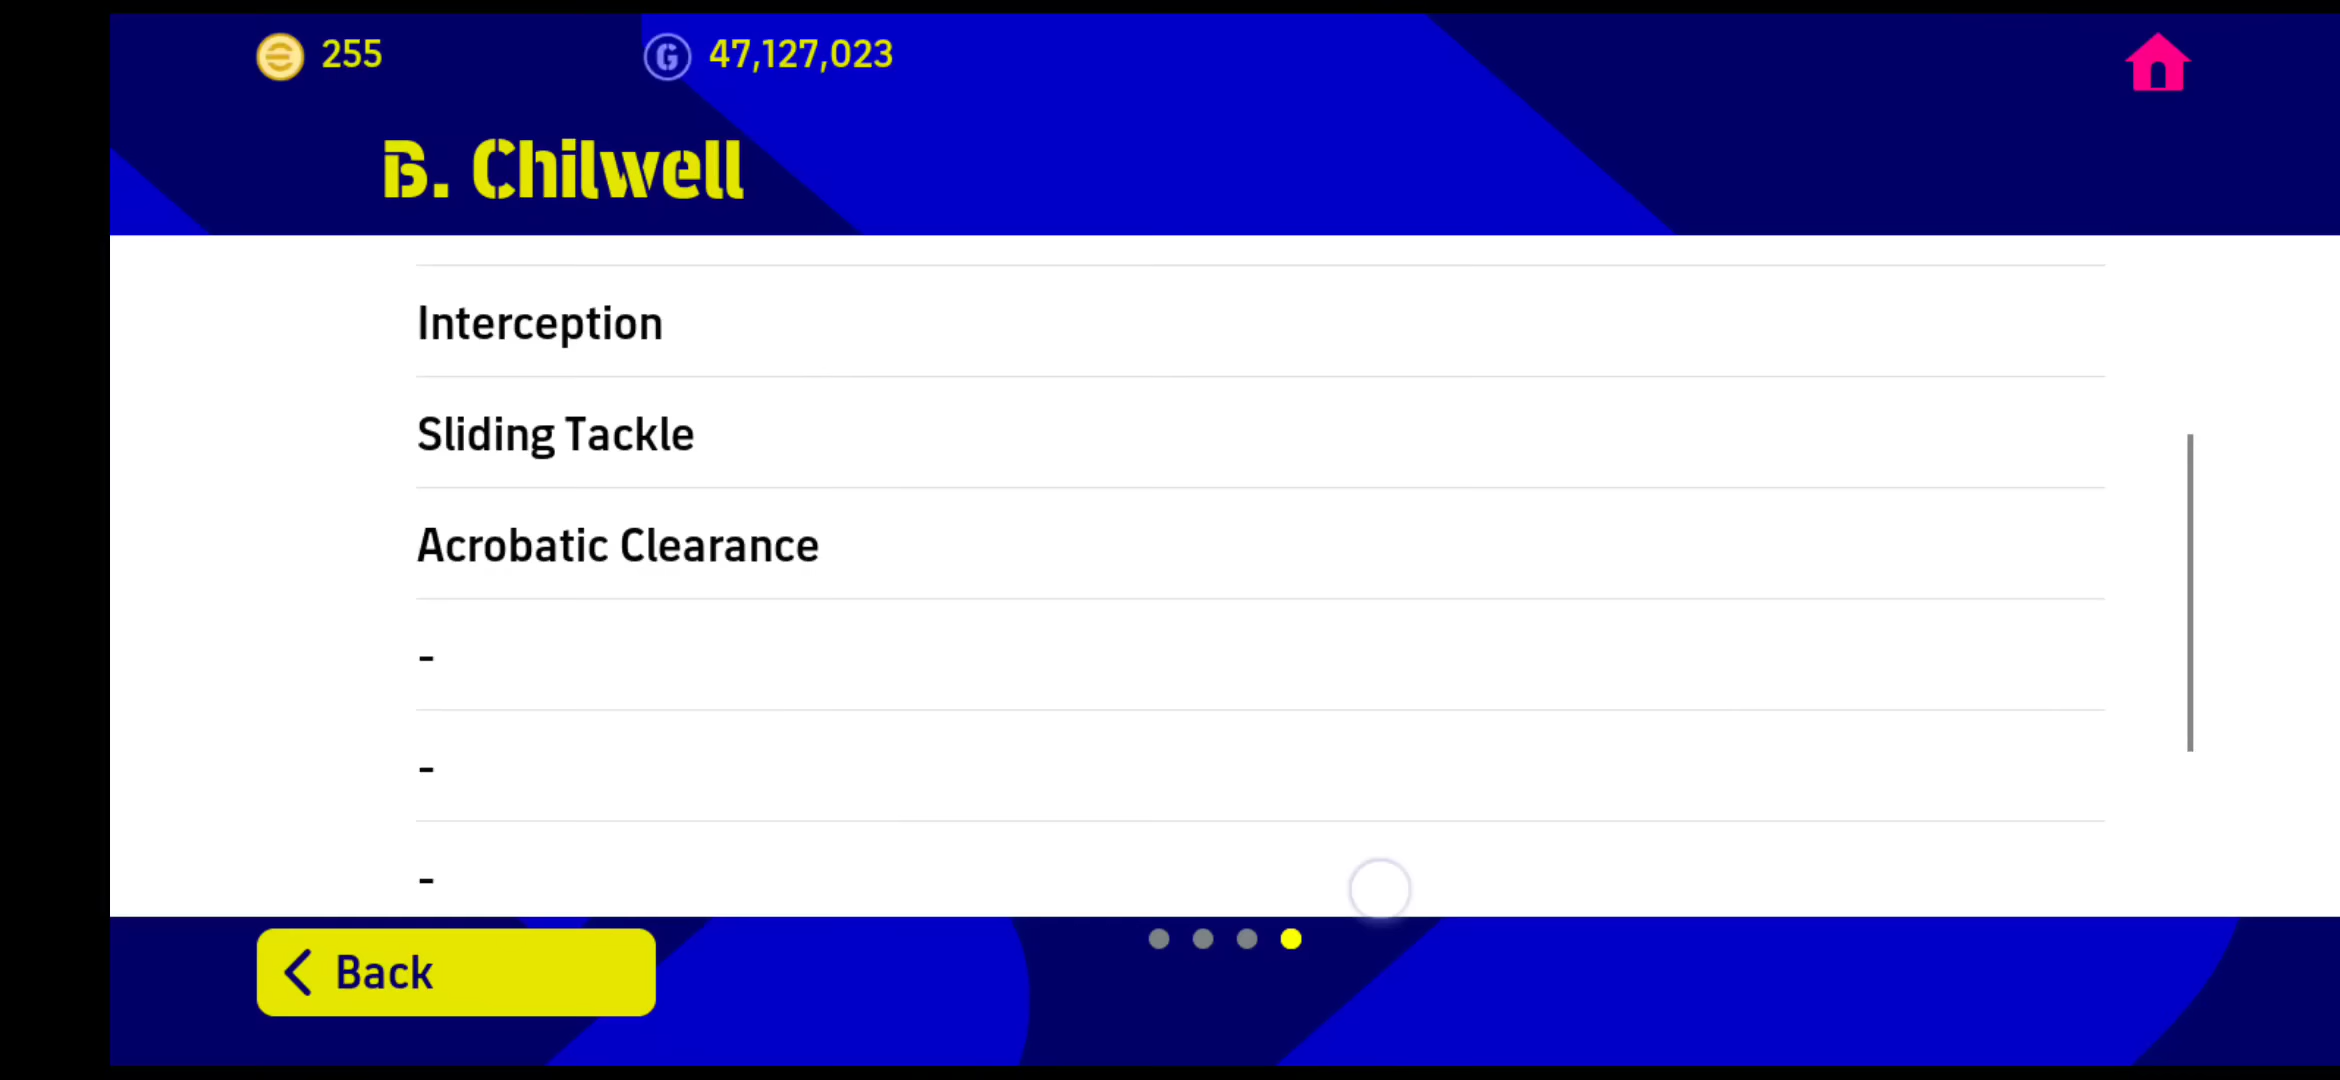 255
47,127,023
B. Chilwell
Interception
Sliding Tackle
Acrobatic Clearance
-
-
-
Back